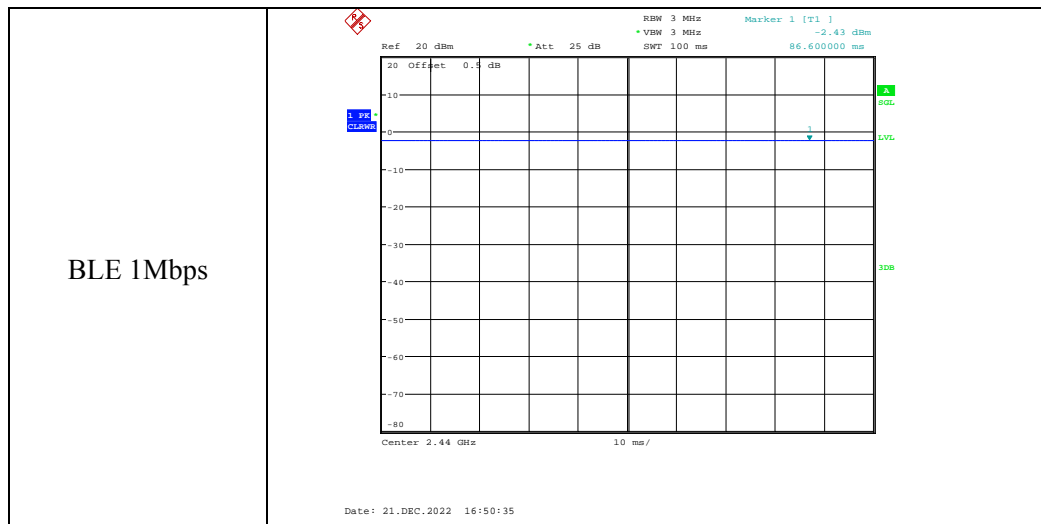 BLE 1Mbps
R S
RBW 3 MHz Marker 1 [T1 ]
* VBW 3 MHz -2.43 dBm
Ref 20 dBm * Att 25 dB SWT 100 ms 86.600000 ms
20 Offset 0.5 dB
A
-10
SGL
1 PK *
CLRWR
0
1
LVL
-10
-20
-30
3DB
-40
-50
-60
-70
-80
Center 2.44 GHz 10 ms/
Date: 21.DEC.2022 16:50:35